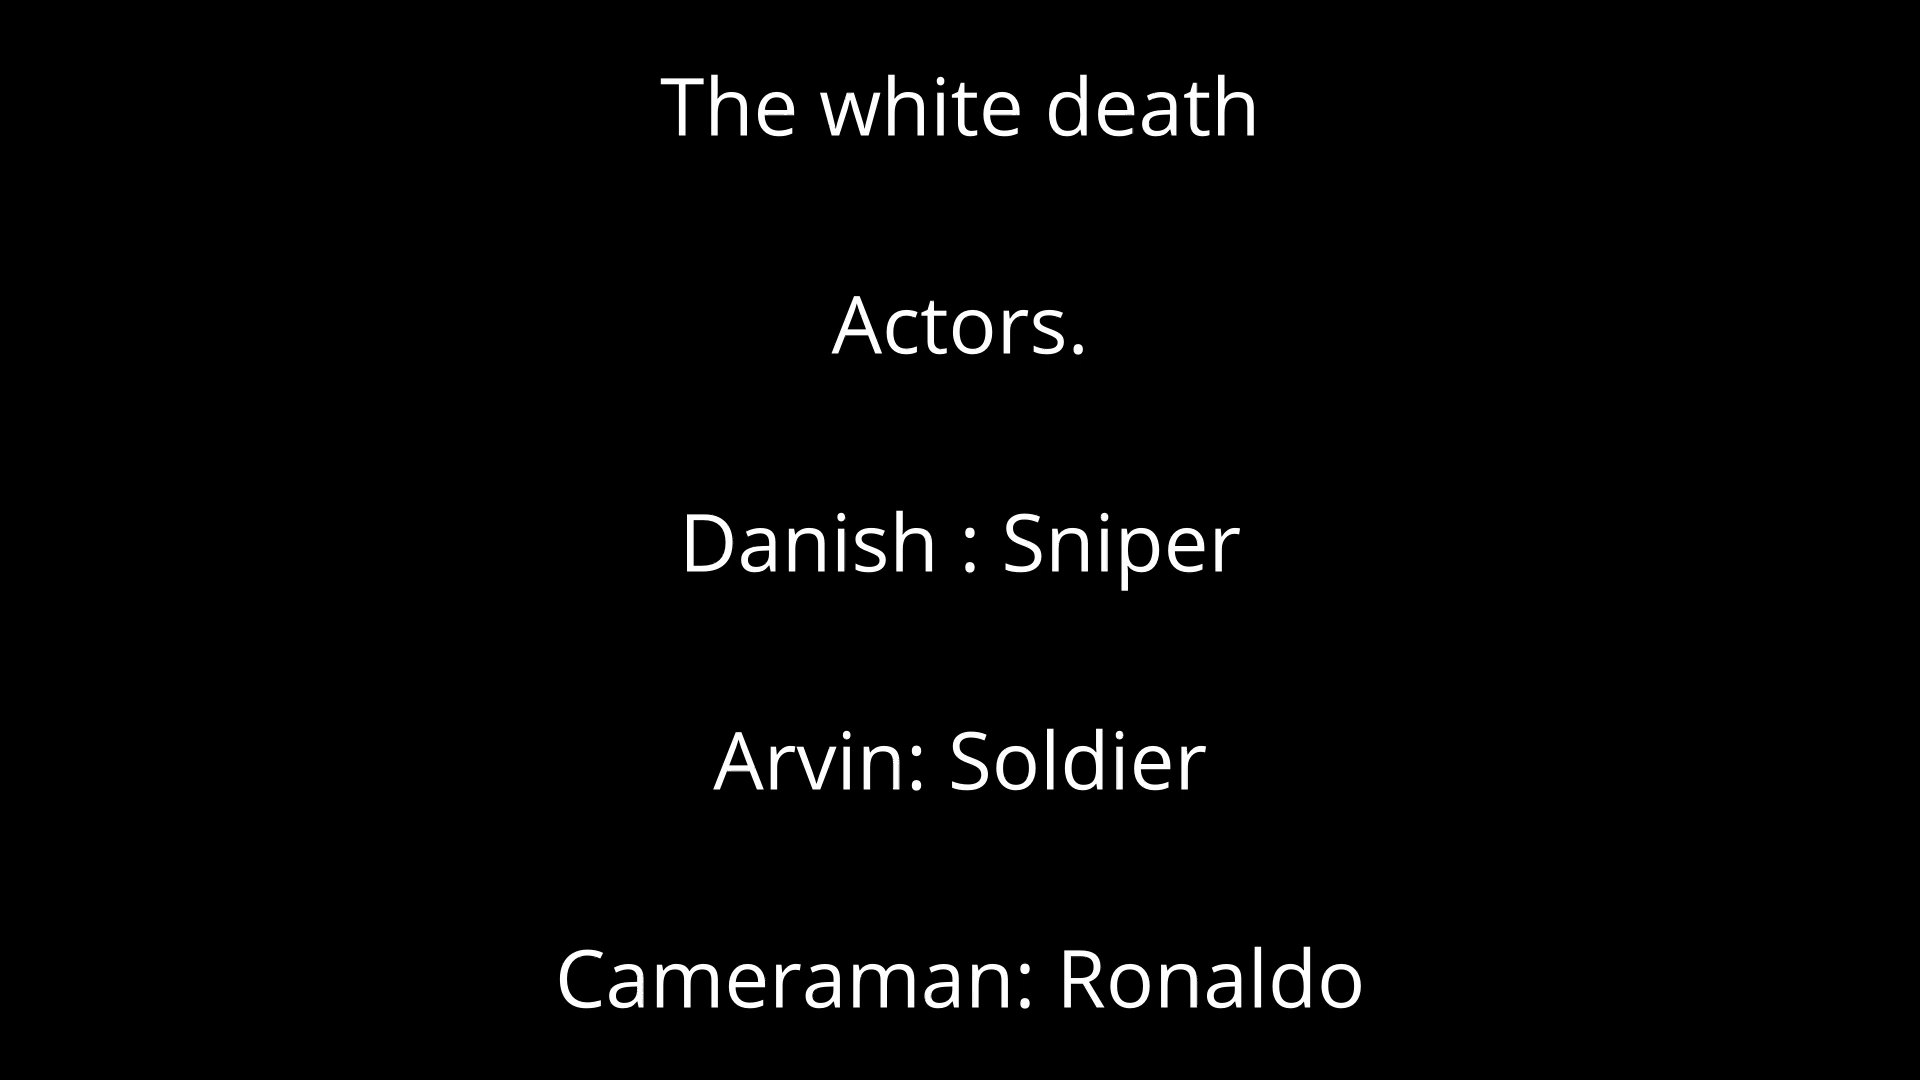 The white death
Actors.
Danish : Sniper
Arvin: Soldier
Cameraman: Ronaldo